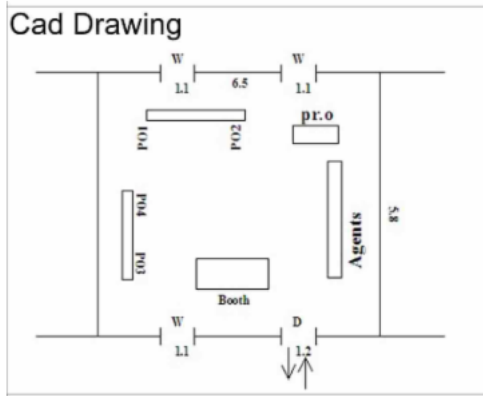 Cad Drawing
W
W
1.1
6.5
1.1
pr.o
PO1
PO2
PO4
PO3
Agents
5.8
Booth
W
D
1.1
1.2